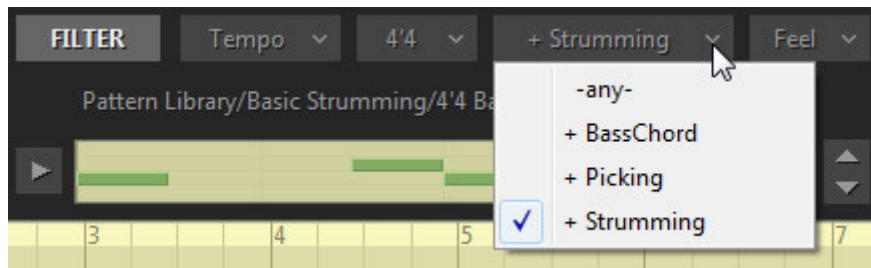 FILTER Tempo 4'4 + Strumming Feel
-any-
Pattern Library/Basic Strumming/4'4 Ba
+ BassChord
+ Picking
+ Strumming
3 4 5 7